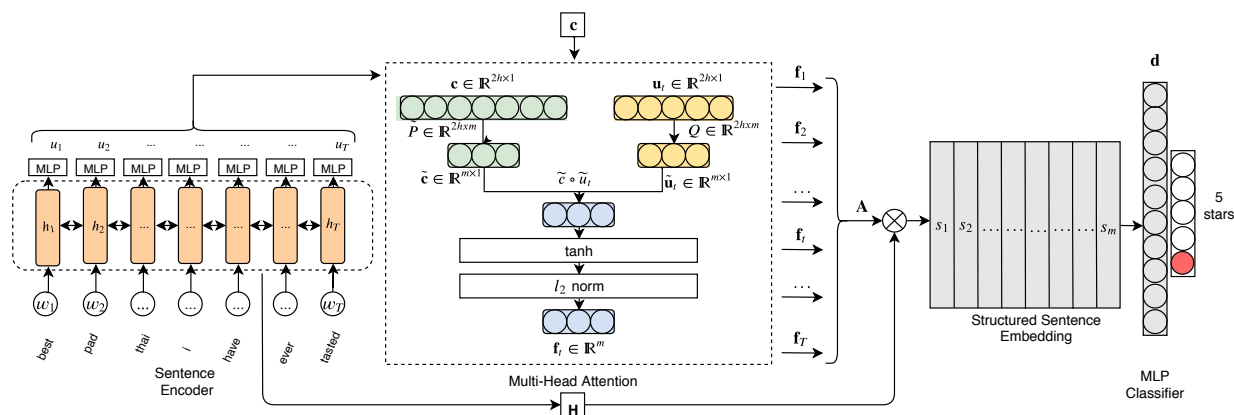 c
d
c ∈ ℝ^{2h×1}
u_t ∈ ℝ^{2h×1}
P̃ ∈ ℝ^{2hxm}
Q ∈ ℝ^{2hxm}
c̃ ∈ ℝ^{m×1}
c̃ ∘ ũ_t
ũ_t ∈ ℝ^{m×1}
tanh
l_2 norm
f_t ∈ ℝ^m
Multi-Head Attention
u_1 u_2 ... ... ... ... u_T
MLP MLP MLP MLP MLP MLP MLP
h_1 h_2 ... ... ... ... h_T
w_1 w_2 ... ... ... ... w_T
best pad thai i have ever tasted
Sentence
Encoder
H
f_1
f_2
...
f_t
...
f_T
A
s_1 s_2 ... ... ... ... ... s_m
Structured Sentence
Embedding
5
stars
MLP
Classifier